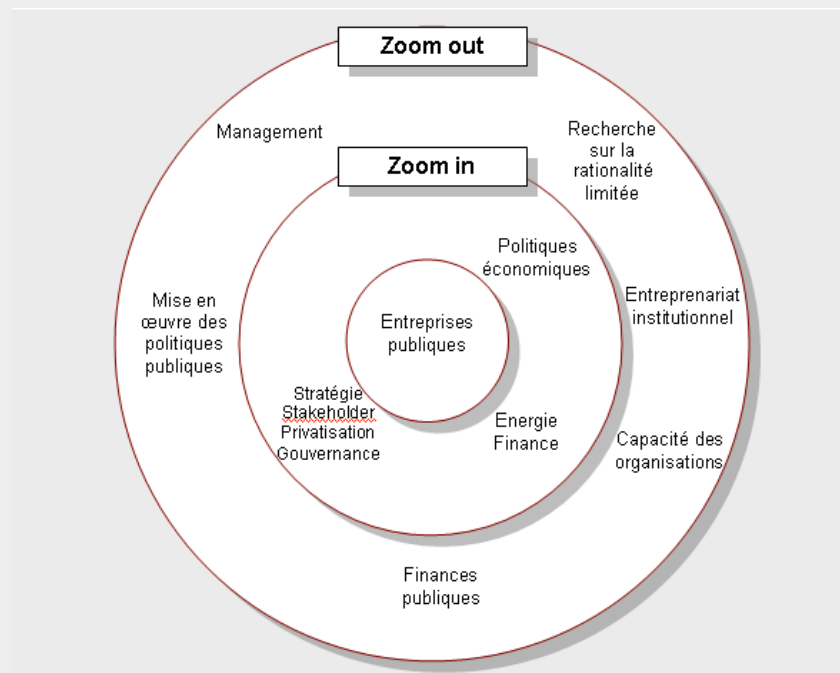 Zoom out
Management
Recherche
sur la
rationalité
limitée
Zoom in
Politiques
économiques
Mise en
œuvre des
politiques
publiques
Entreprises
publiques
Entreprenariat
institutionnel
Stratégie
Stakeholder
Privatisation
Gouvernance
Energie
Finance
Capacité des
organisations
Finances
publiques